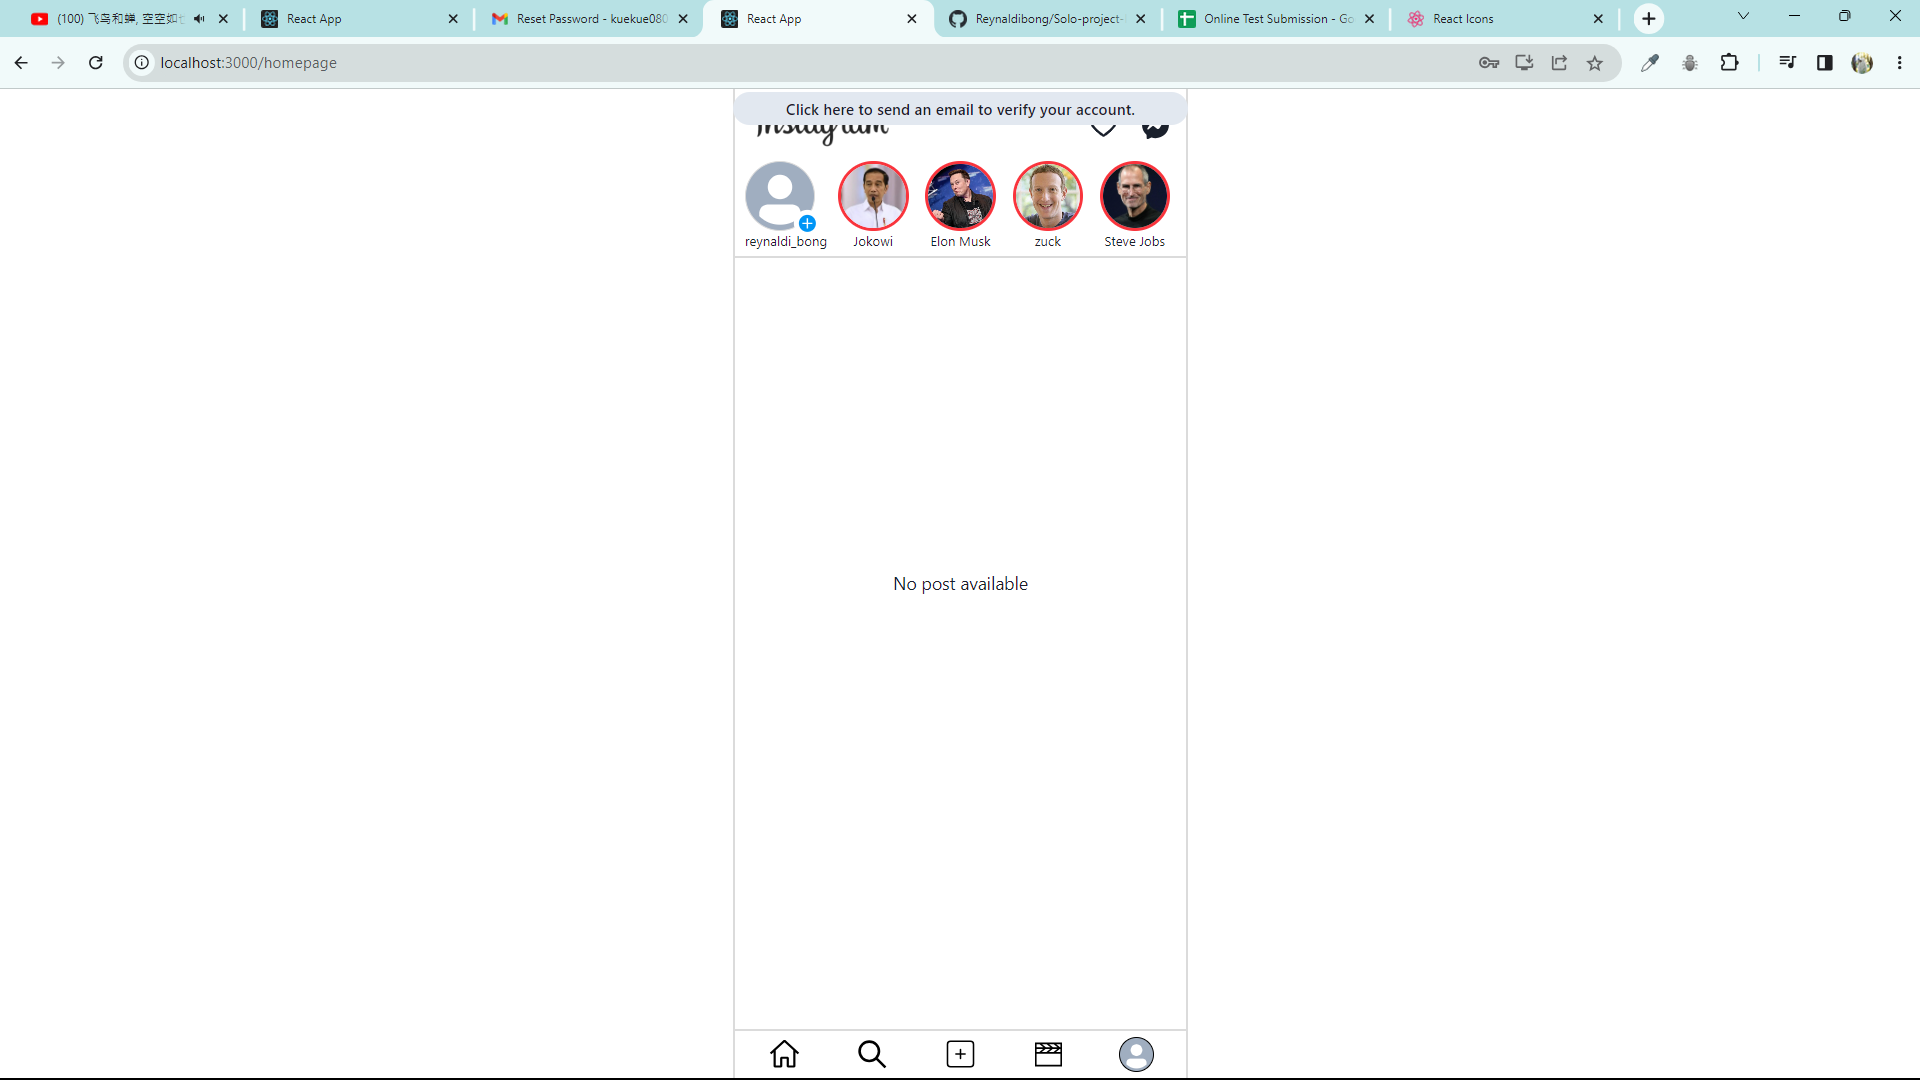 (100) 飞鸟和蝉, 空空如
React App
Reset Password - kuekue080
React App
Reynaldibong/Solo-project-
Online Test Submission - Go
React Icons
localhost:3000/homepage
Click here to send an email to verify your account.
Instagram
reynaldi_bong
Jokowi
Elon Musk
zuck
Steve Jobs
No post available